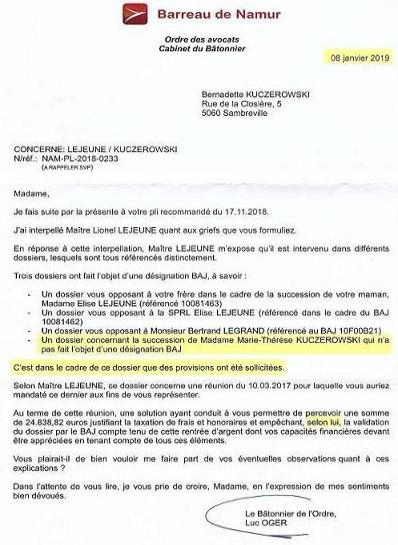 Barreau de Namur
Ordre des avocats
Cabinet du Bâtonnier
08 janvier 2019
Bernadette KUCZEROWSKI
Rue de la Closière, 5
5060 Sambreville
CONCERNE: LEJEUNE / KUCZEROWSKI
N/réf.: NAM-PL-2018-0233
(A RAPPELER SVP)
Madame,
Je fais suite par la présente à votre pli recommandé du 17.11.2018.
J'ai interpellé Maître Lionel LEJEUNE quant aux griefs que vous formuliez.
En réponse à cette interpellation, Maître LEJEUNE m'expose qu'il est intervenu dans différents
dossiers, lesquels sont tous référencés distinctement.
Trois dossiers ont fait l'objet d'une désignation BAJ, à savoir :
- Un dossier vous opposant à votre frère dans le cadre de la succession de votre maman,
Madame Elise LEJEUNE (référencé 10081463)
- Un dossier vous opposant à la SPRL Elise LEJEUNE (référencé dans le cadre du BAJ
10081462)
- Un dossier vous opposant à Monsieur Bertrand LEGRAND (référencé au BAJ 10F00B21)
- Un dossier concernant la succession de Madame Marie-Thérèse KUCZEROWSKI qui n'a
pas fait l'objet d'une désignation BAJ
C'est dans le cadre de ce dossier que des provisions ont été sollicitées.
Selon Maître LEJEUNE, ce dossier concerne une réunion du 10.03.2017 pour laquelle vous auriez
mandaté ce dernier aux fins de vous représenter.
Au terme de cette réunion, une solution ayant conduit à vous permettre de percevoir une somme
de 24.838,82 euros justifiant la taxation de frais et honoraires et empêchant, selon lui, la validation
du dossier par le BAJ compte tenu de cette rentrée d'argent dont vos capacités financières devant
être appréciées en tenant compte de tous ces éléments.
Vous plairait-il de bien vouloir me faire part de vos éventuelles observations quant à ces
explications ?
Dans l'attente de vous lire, je vous prie de croire, Madame, en l'expression de mes sentiments
bien dévoués.
Le Bâtonnier de l'Ordre,
Luc OGER